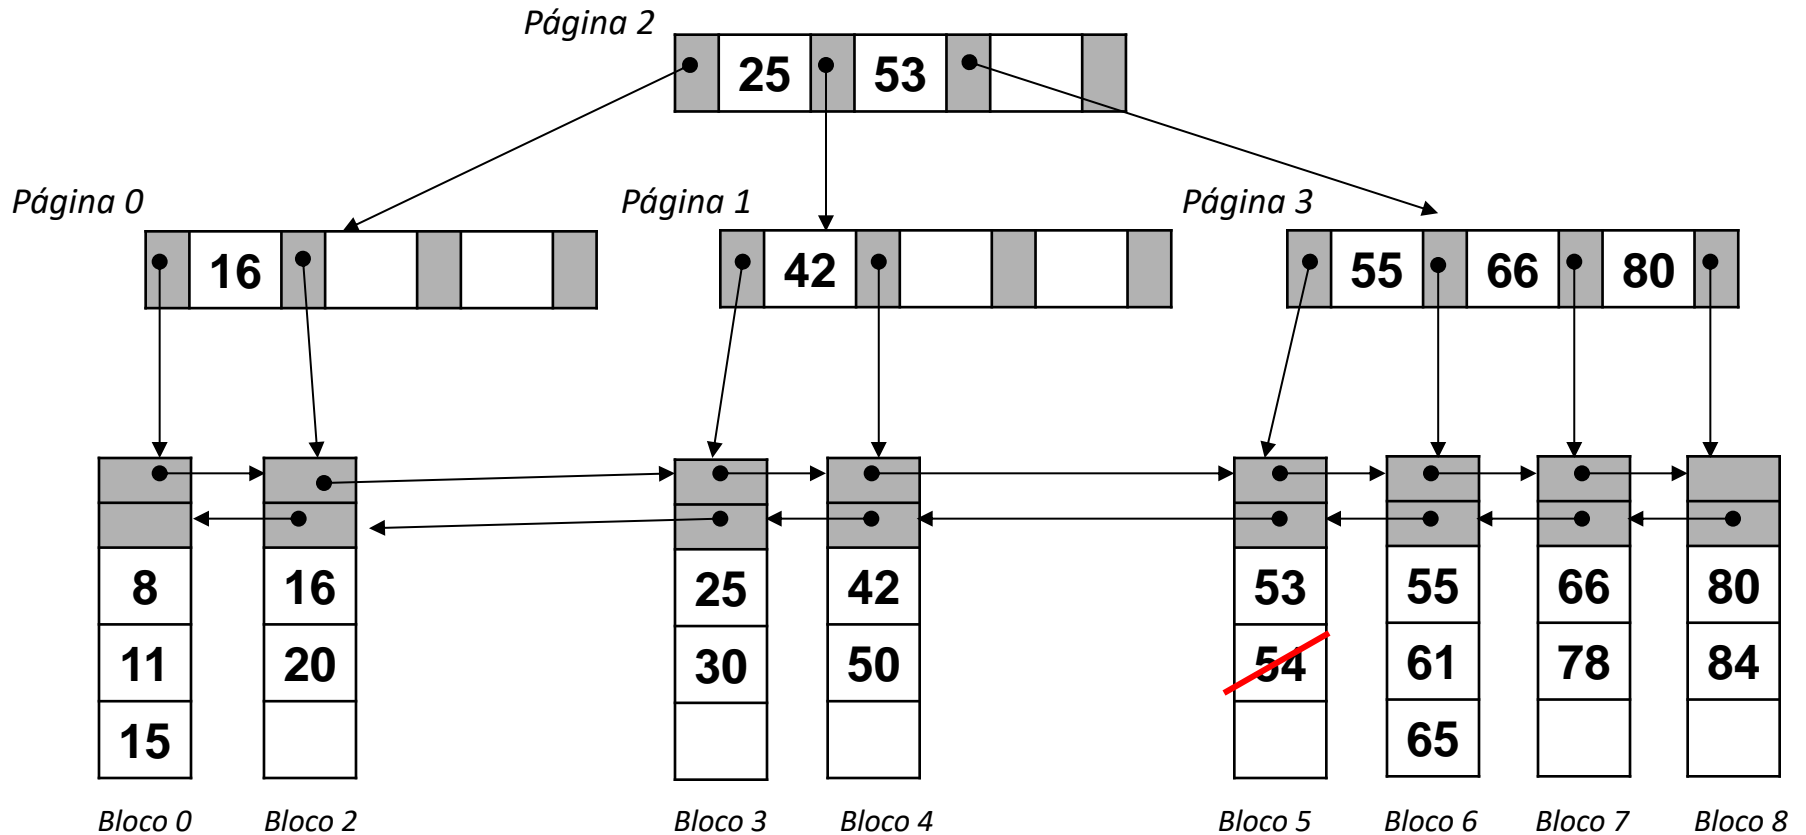 Página 2
25 53
Página 0
Página 1
Página 3
16
42
55 66 80
8 16 25 42 53 55 66 80
11 20 30 50 54 61 78 84
15 65
Bloco 0 Bloco 2 Bloco 3 Bloco 4 Bloco 5 Bloco 6 Bloco 7 Bloco 8